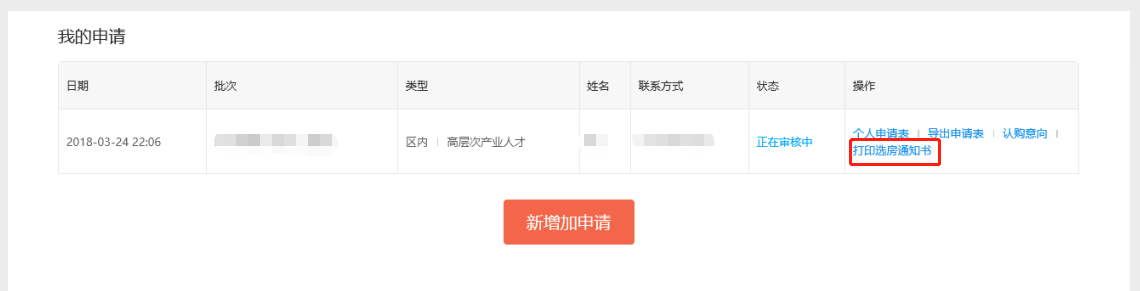 我的申请
日期 批次 类型 姓名 联系方式 状态 操作
2018-03-24 22:06 区内 | 高层次产业人才 正在审核中 个人申请表 | 导出申请表 | 认购意向 |
打印选房通知书
新增加申请